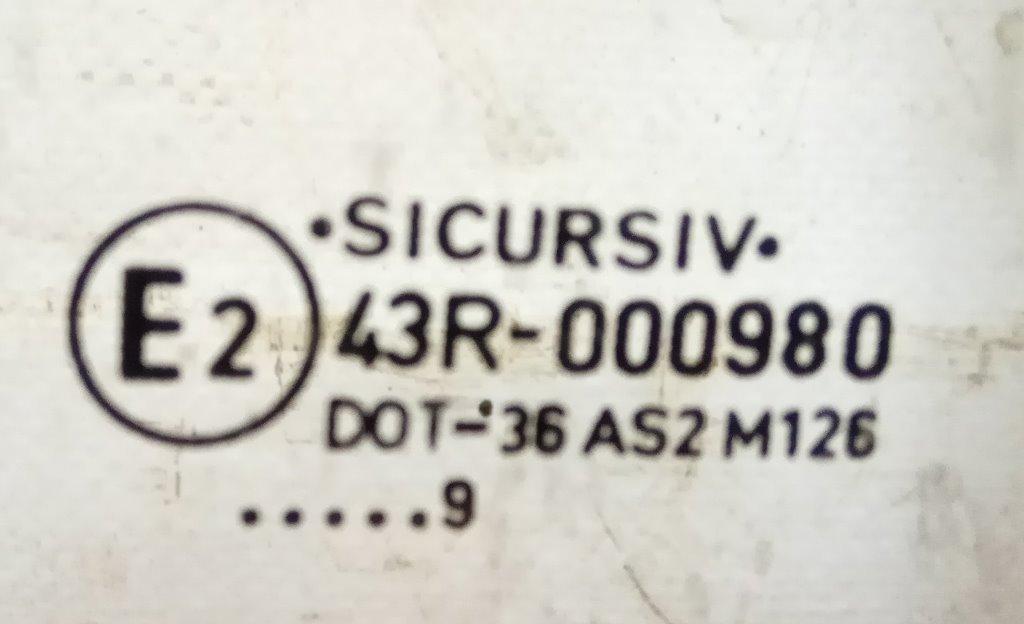 •SICURSIV•
E2 43R-000980
DOT-36 AS2 M126
.....9